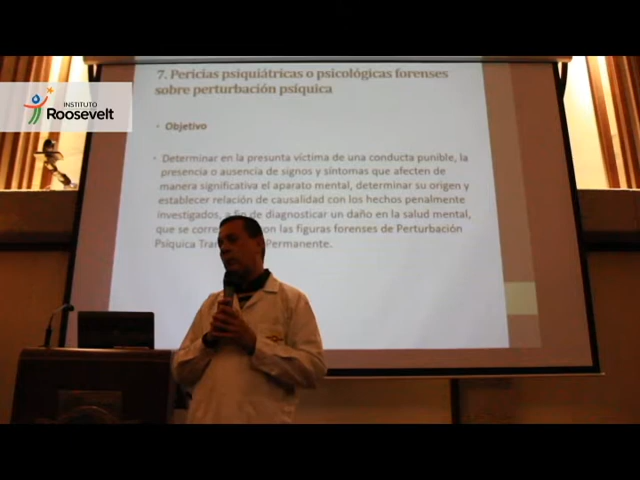 INSTITUTO
Roosevelt
7. Pericias psiquiátricas o psicológicas forenses
sobre perturbación psíquica
• Objetivo
• Determinar en la presunta víctima de una conducta punible, la
presencia o ausencia de signos y síntomas que afecten de
manera significativa el aparato mental, determinar su origen y
establecer relación de causalidad con los hechos penalmente
investigados, a fin de diagnosticar un daño en la salud mental,
que se con las figuras forenses de Perturbación
Psíquica Permanente.